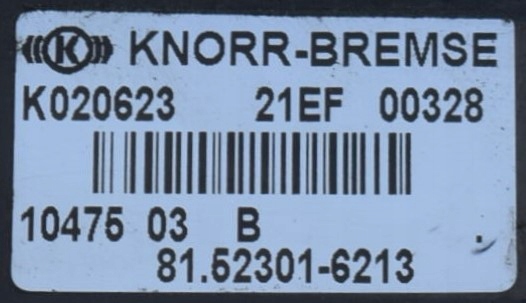 K KNORR-BREMSE
K020623 21EF 00328
10475 03 B .
81.52301-6213